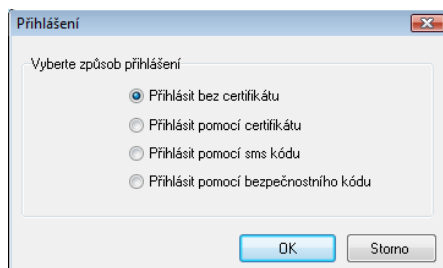 Přihlášení
Vyberte způsob přihlášení
Přihlásit bez certifikátu
Přihlásit pomocí certifikátu
Přihlásit pomocí sms kódu
Přihlásit pomocí bezpečnostního kódu
OK
Storno